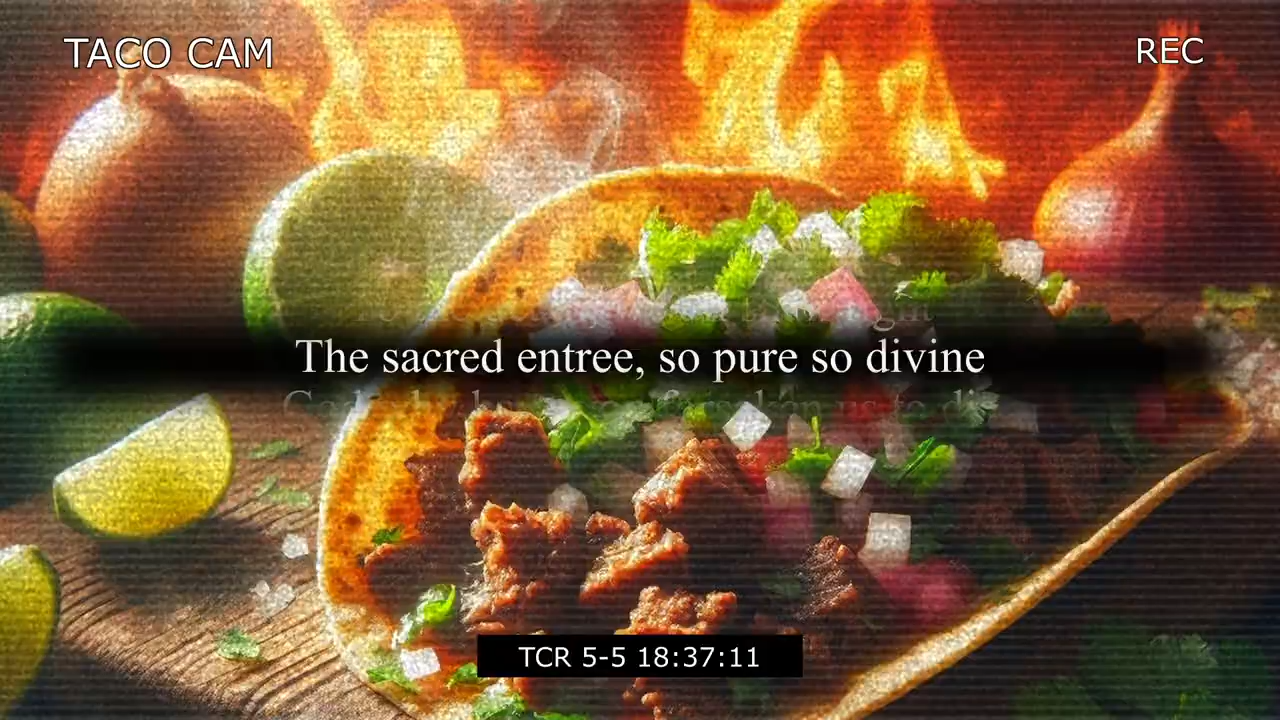 TACO CAM
REC
The sacred entree, so pure so divine
TCR 5-5 18:37:11